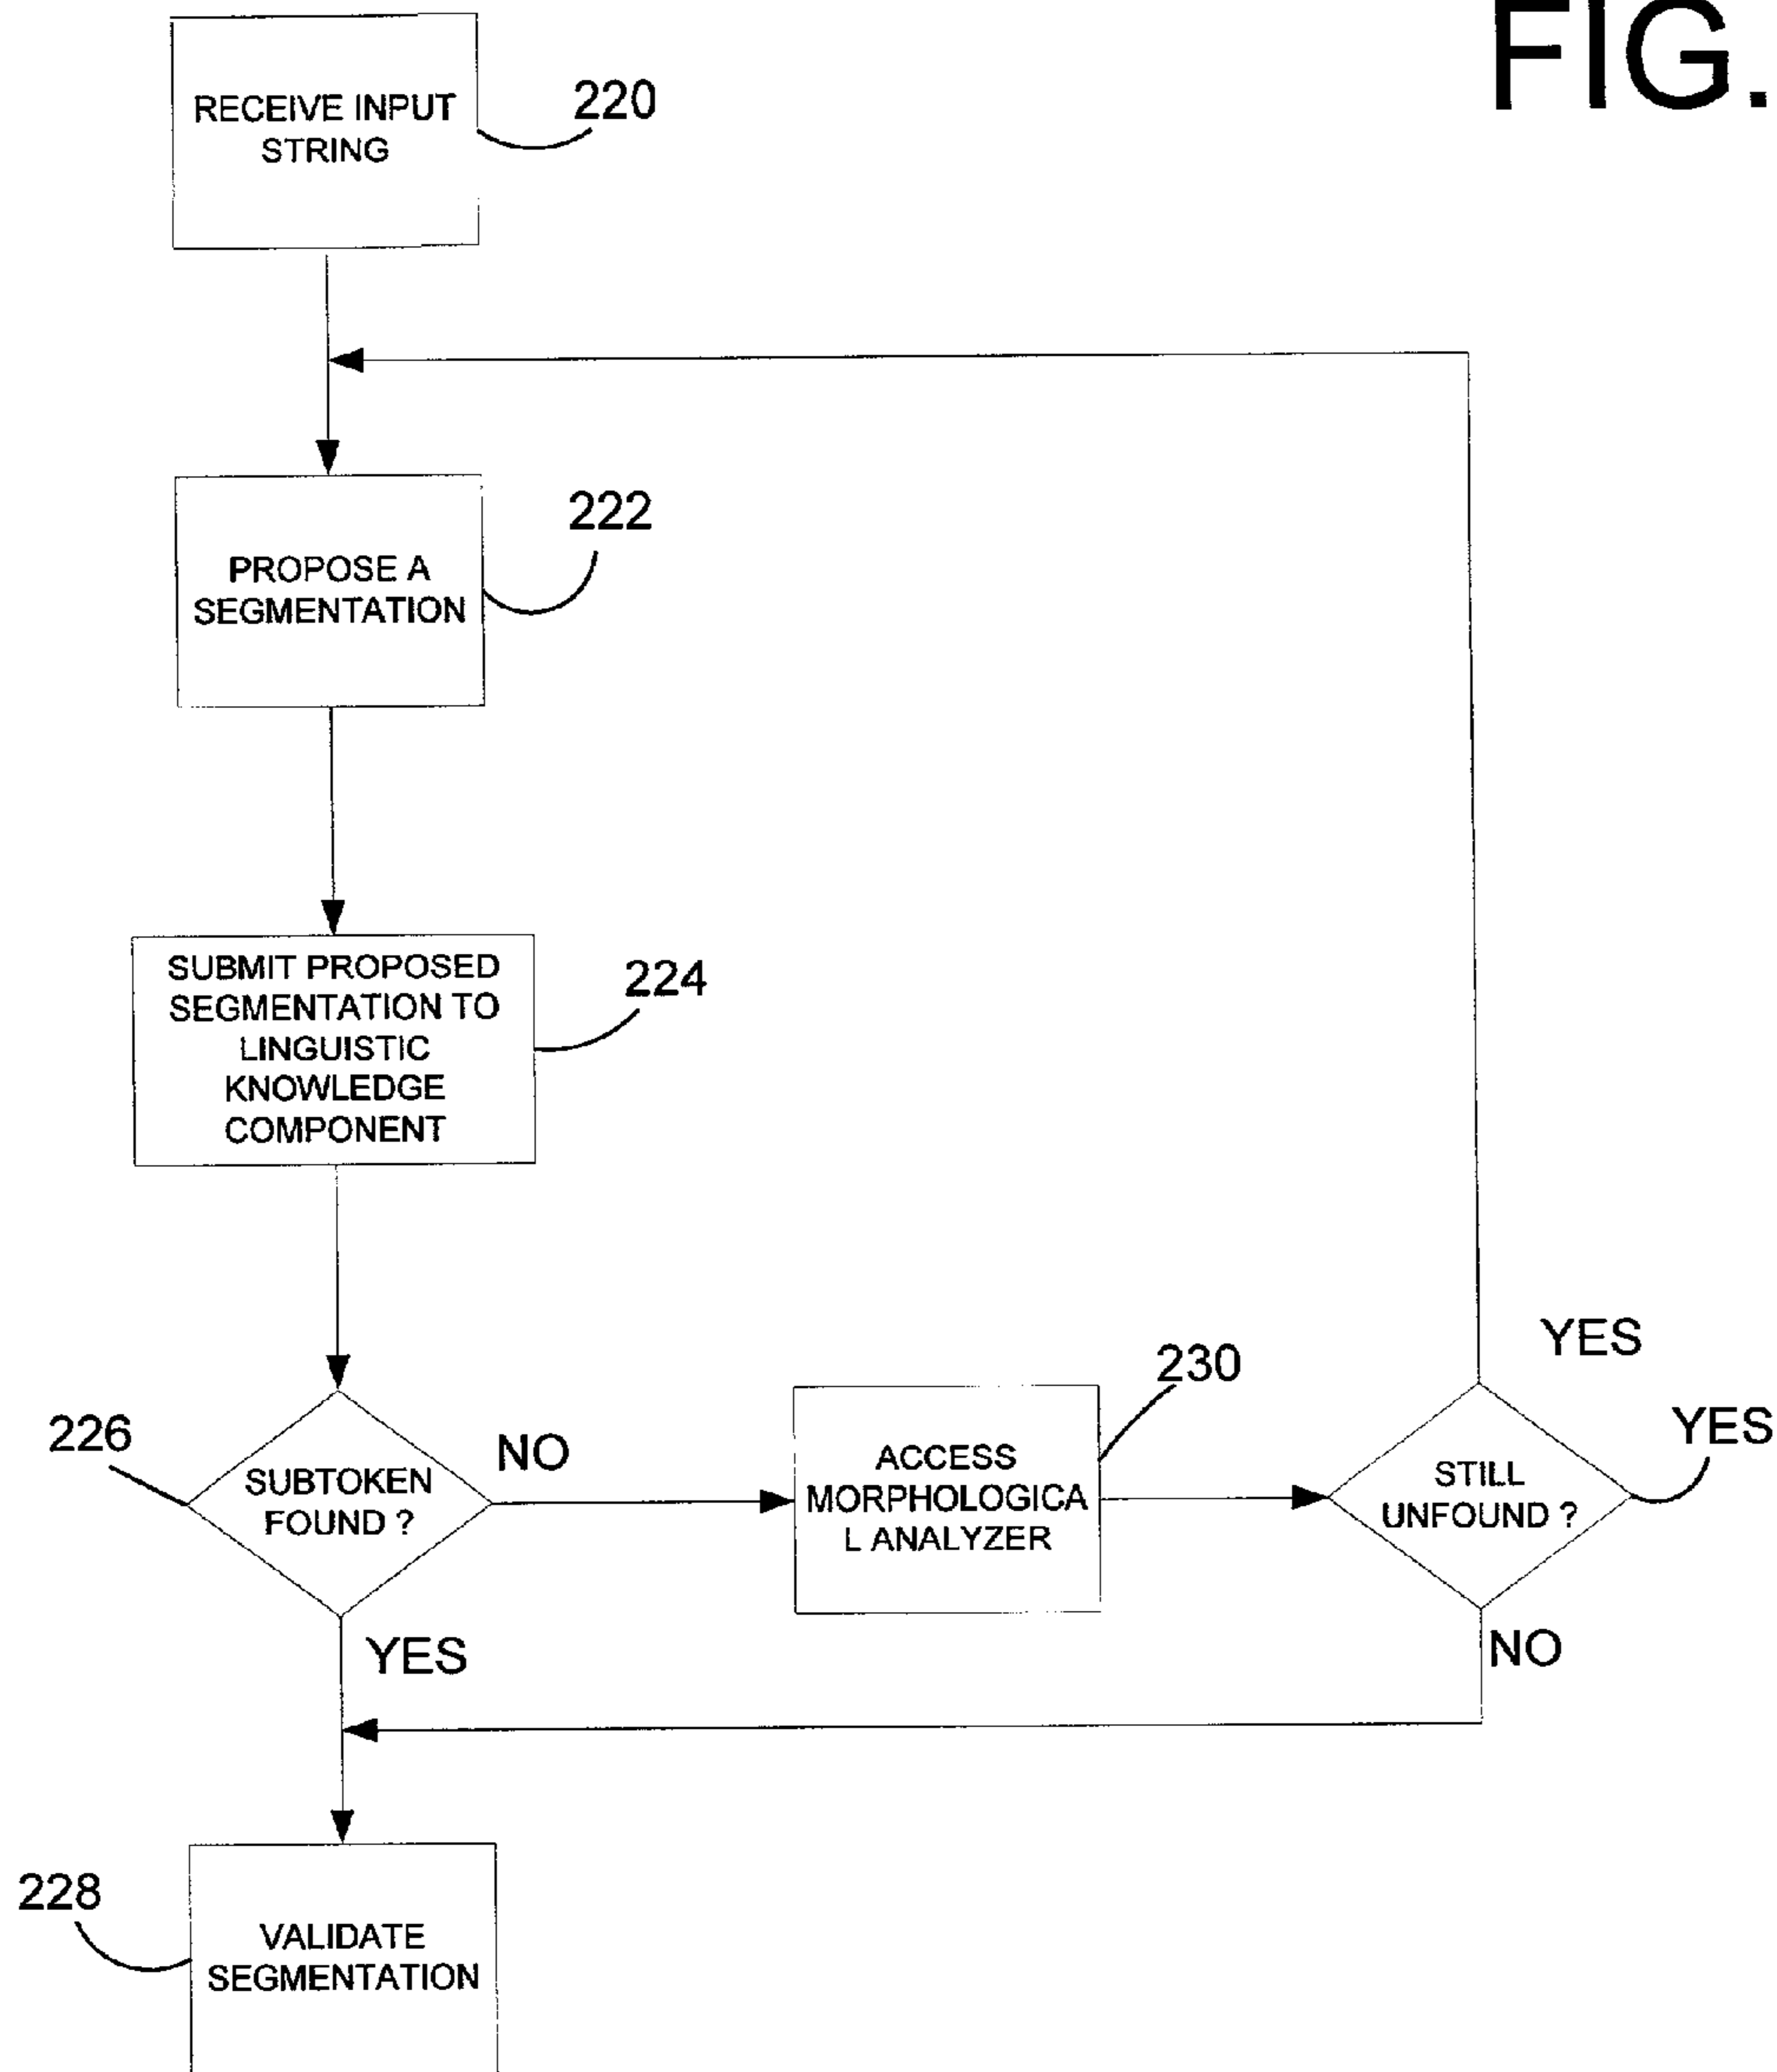 FIG.
RECEIVE INPUT
STRING
220
PROPOSE A
SEGMENTATION
222
SUBMIT PROPOSED
SEGMENTATION TO
LINGUISTIC
KNOWLEDGE
COMPONENT
224
226
SUBTOKEN
FOUND ?
NO
YES
ACCESS
MORPHOLOGICA
L ANALYZER
230
STILL
UNFOUND ?
YES
YES
NO
228
VALIDATE
SEGMENTATION